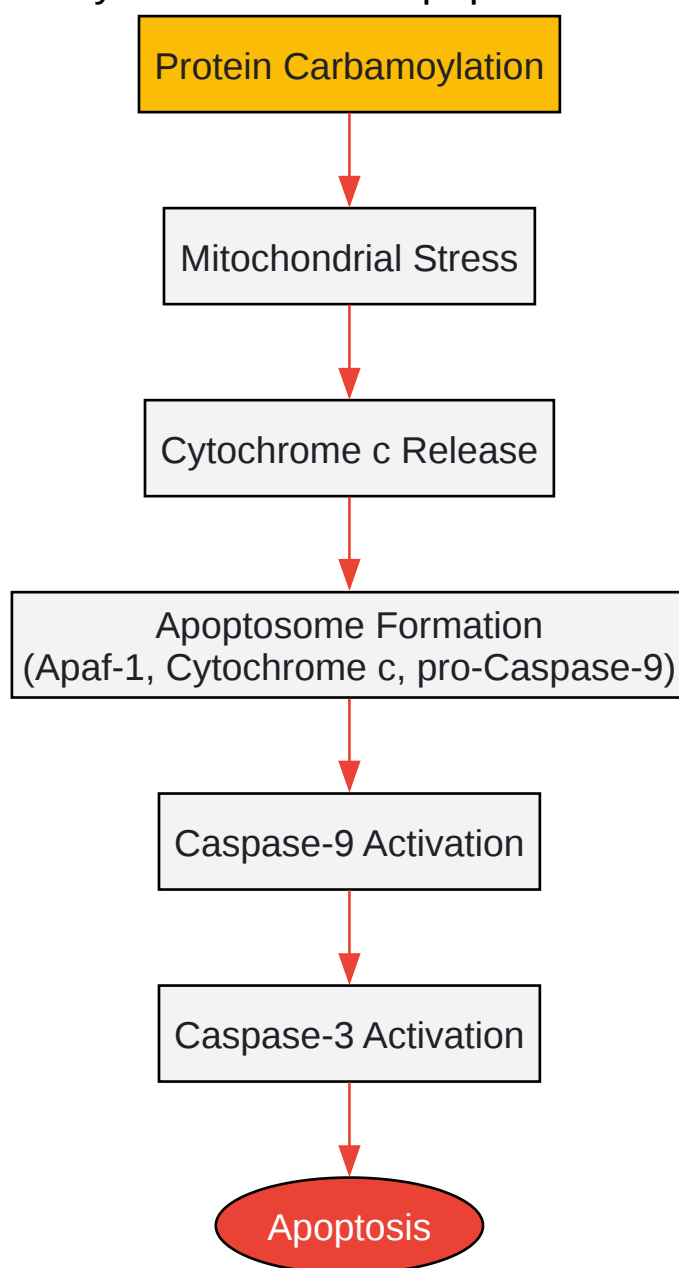 Protein Carbamoylation
Mitochondrial Stress
Cytochrome c Release
Apoptosome Formation
(Apaf-1, Cytochrome c, pro-Caspase-9)
Caspase-9 Activation
Caspase-3 Activation
Apoptosis